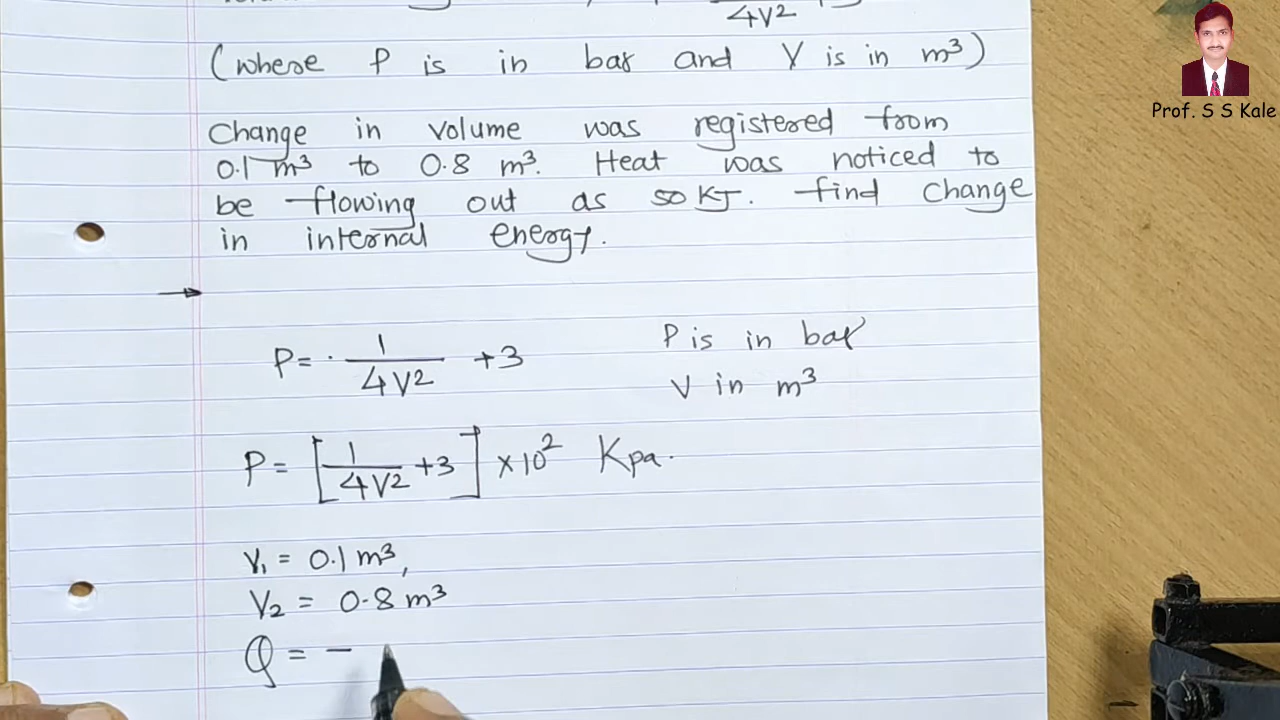 4V2
(where P is in bar and V is in m³)
Prof. S S Kale
Change in volume was registered from
0.1 m³ to 0.8 m³. Heat was noticed to
be flowing out as 50 KJ. find change
in internal energy.
P = 1/4V2 + 3 P is in bar
V in m³
P = [1/4V2 + 3] × 10² Kpa.
V₁ = 0.1 m³,
V₂ = 0.8 m³
Q = -